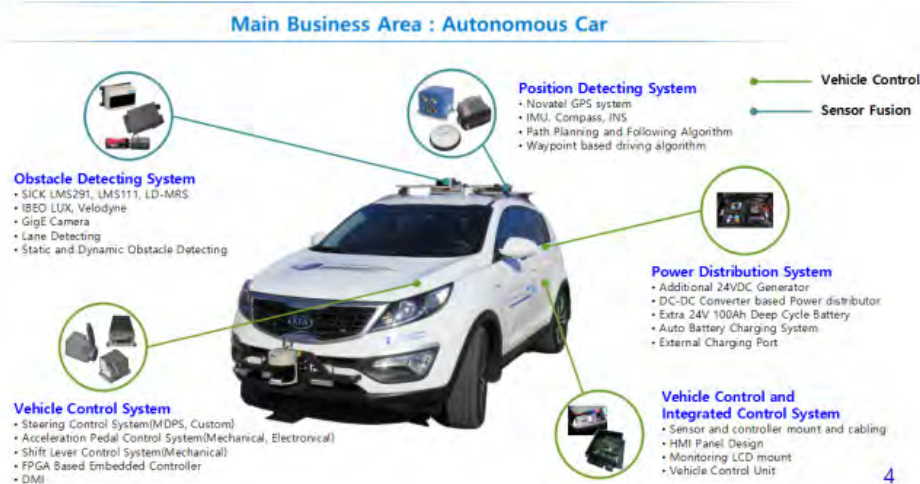 Main Business Area : Autonomous Car
Position Detecting System
• Novatel GPS system
• IMU, Compass, INS
• Path Planning and Following Algorithm
• Waypoint based driving algorithm
Vehicle Control
Sensor Fusion
Obstacle Detecting System
• SICK LMS291, LMS111, LD-MRS
• IBEO LUX, Velodyne
• GigE Camera
• Lane Detecting
• Static and Dynamic Obstacle Detecting
Power Distribution System
• Additional 24VDC Generator
• DC-DC Converter based Power distributor
• Extra 24V 100Ah Deep Cycle Battery
• Auto Battery Charging System
• External Charging Port
KIA
Vehicle Control System
• Steering Control System(MDPS, Custom)
• Acceleration Pedal Control System(Mechanical, Electronical)
• Shift Lever Control System(Mechanical)
• FPGA Based Embedded Controller
• DMI
Vehicle Control and
Integrated Control System
• Sensor and controller mount and cabling
• HMI Panel Design
• Monitoring LCD mount
• Vehicle Control Unit
4